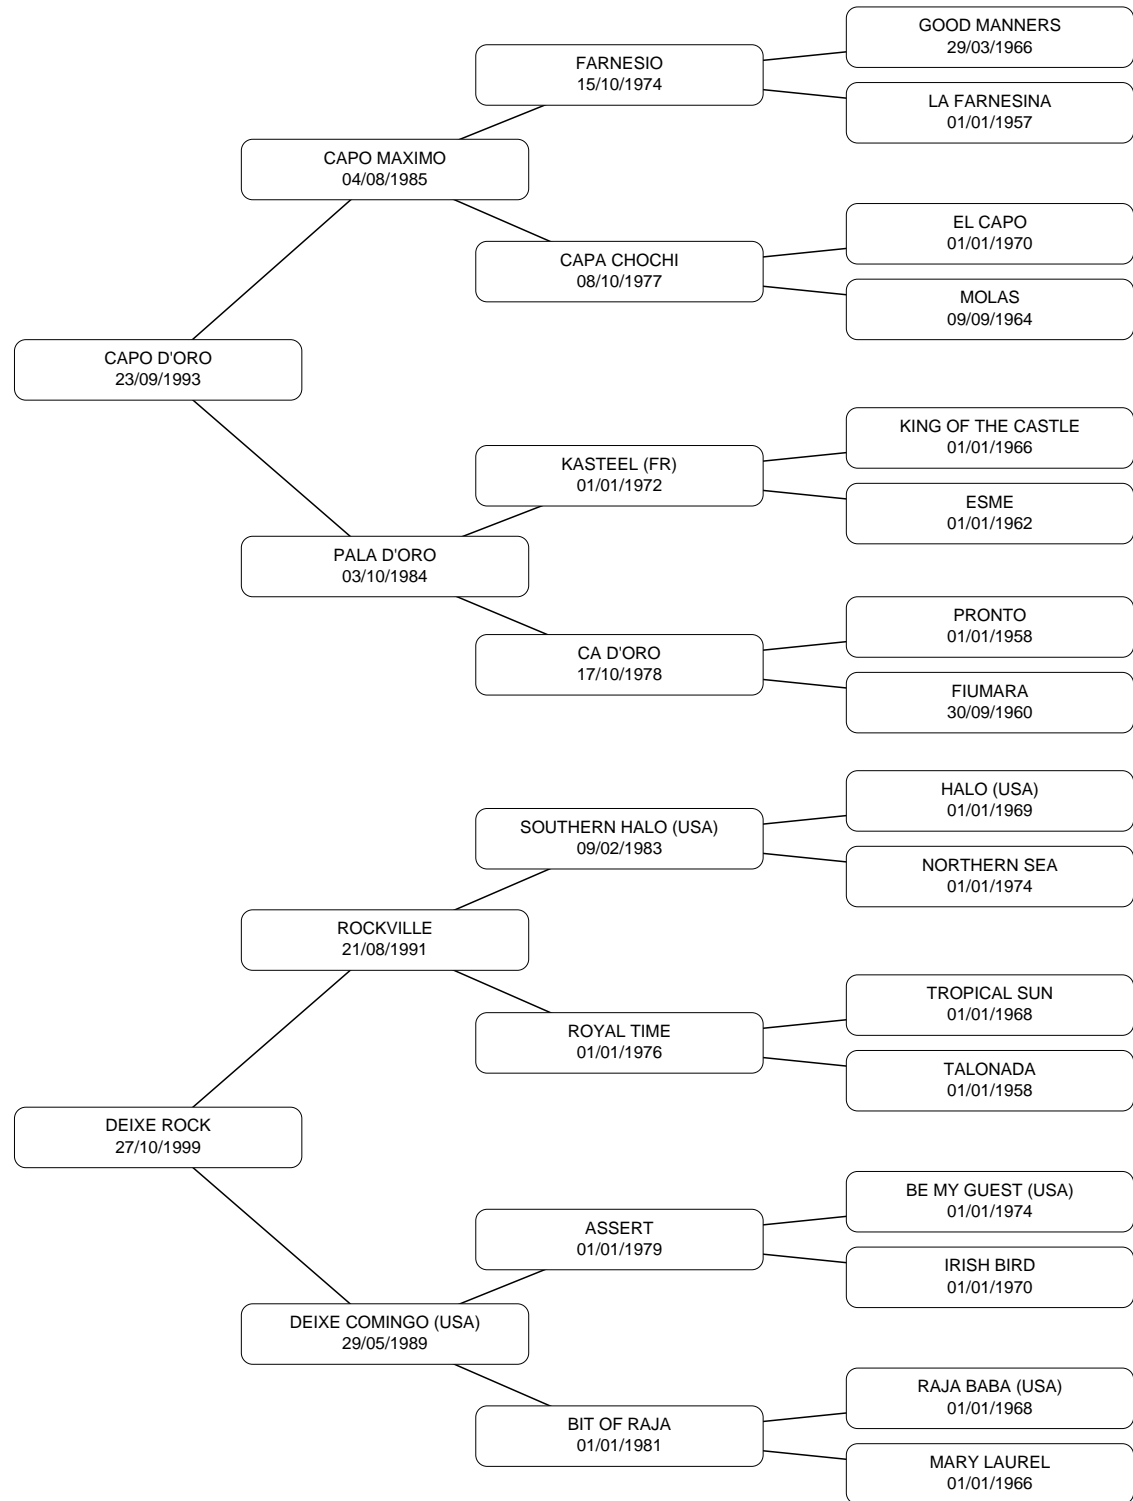 GOOD MANNERS
29/03/1966
FARNESIO
15/10/1974
LA FARNESINA
01/01/1957
CAPO MAXIMO
04/08/1985
EL CAPO
01/01/1970
CAPA CHOCHI
08/10/1977
MOLAS
09/09/1964
CAPO D'ORO
23/09/1993
KING OF THE CASTLE
01/01/1966
KASTEEL (FR)
01/01/1972
ESME
01/01/1962
PALA D'ORO
03/10/1984
PRONTO
01/01/1958
CA D'ORO
17/10/1978
FIUMARA
30/09/1960
HALO (USA)
01/01/1969
SOUTHERN HALO (USA)
09/02/1983
NORTHERN SEA
01/01/1974
ROCKVILLE
21/08/1991
TROPICAL SUN
01/01/1968
ROYAL TIME
01/01/1976
TALONADA
01/01/1958
DEIXE ROCK
27/10/1999
BE MY GUEST (USA)
01/01/1974
ASSERT
01/01/1979
IRISH BIRD
01/01/1970
DEIXE COMINGO (USA)
29/05/1989
RAJA BABA (USA)
01/01/1968
BIT OF RAJA
01/01/1981
MARY LAUREL
01/01/1966